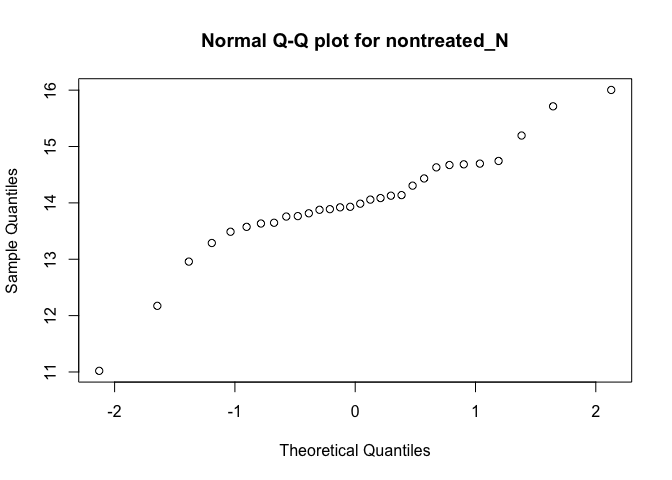 Normal Q-Q plot for nontreated_N
16
15
14
13
12
11
Sample Quantiles
-2 -1 0 1 2
Theoretical Quantiles